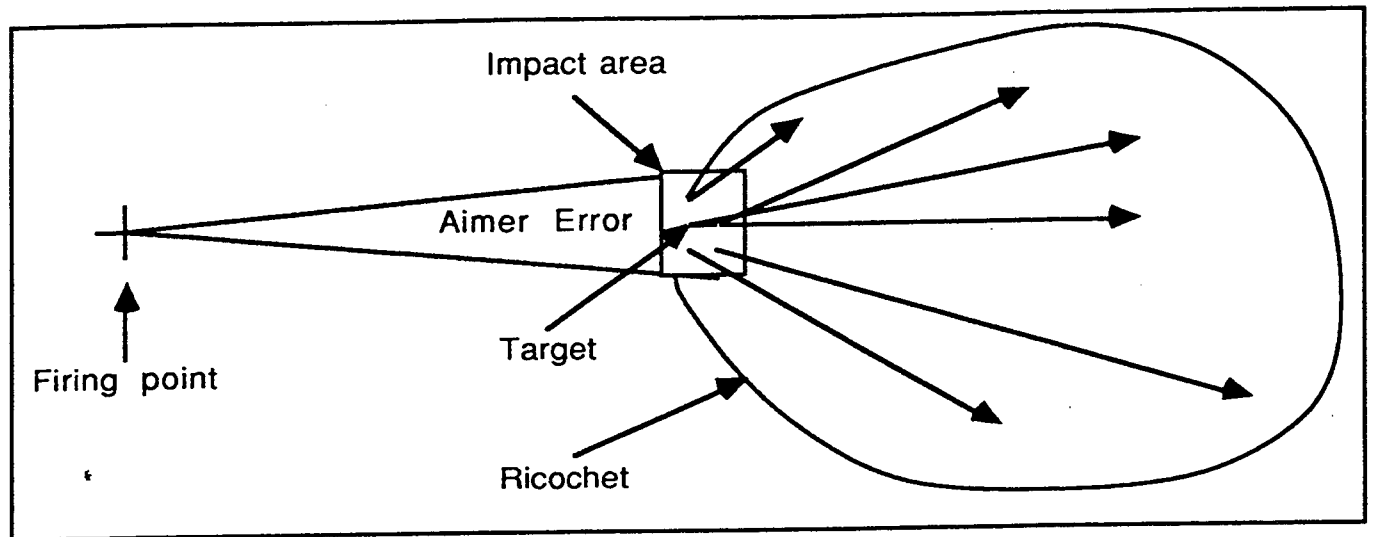 Impact area
Aimer Error
Target
Firing point
Ricochet